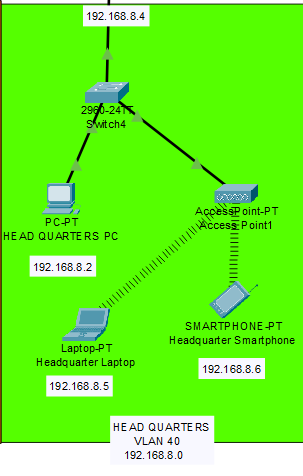 192.168.8.4
2960-24TT
Switch4
PC-PT
HEAD QUARTERS PC
192.168.8.2
AccessPoint-PT
Access Point1
Laptop-PT
Headquarter Laptop
192.168.8.5
SMARTPHONE-PT
Headquarter Smartphone
192.168.8.6
HEAD QUARTERS
VLAN 40
192.168.8.0